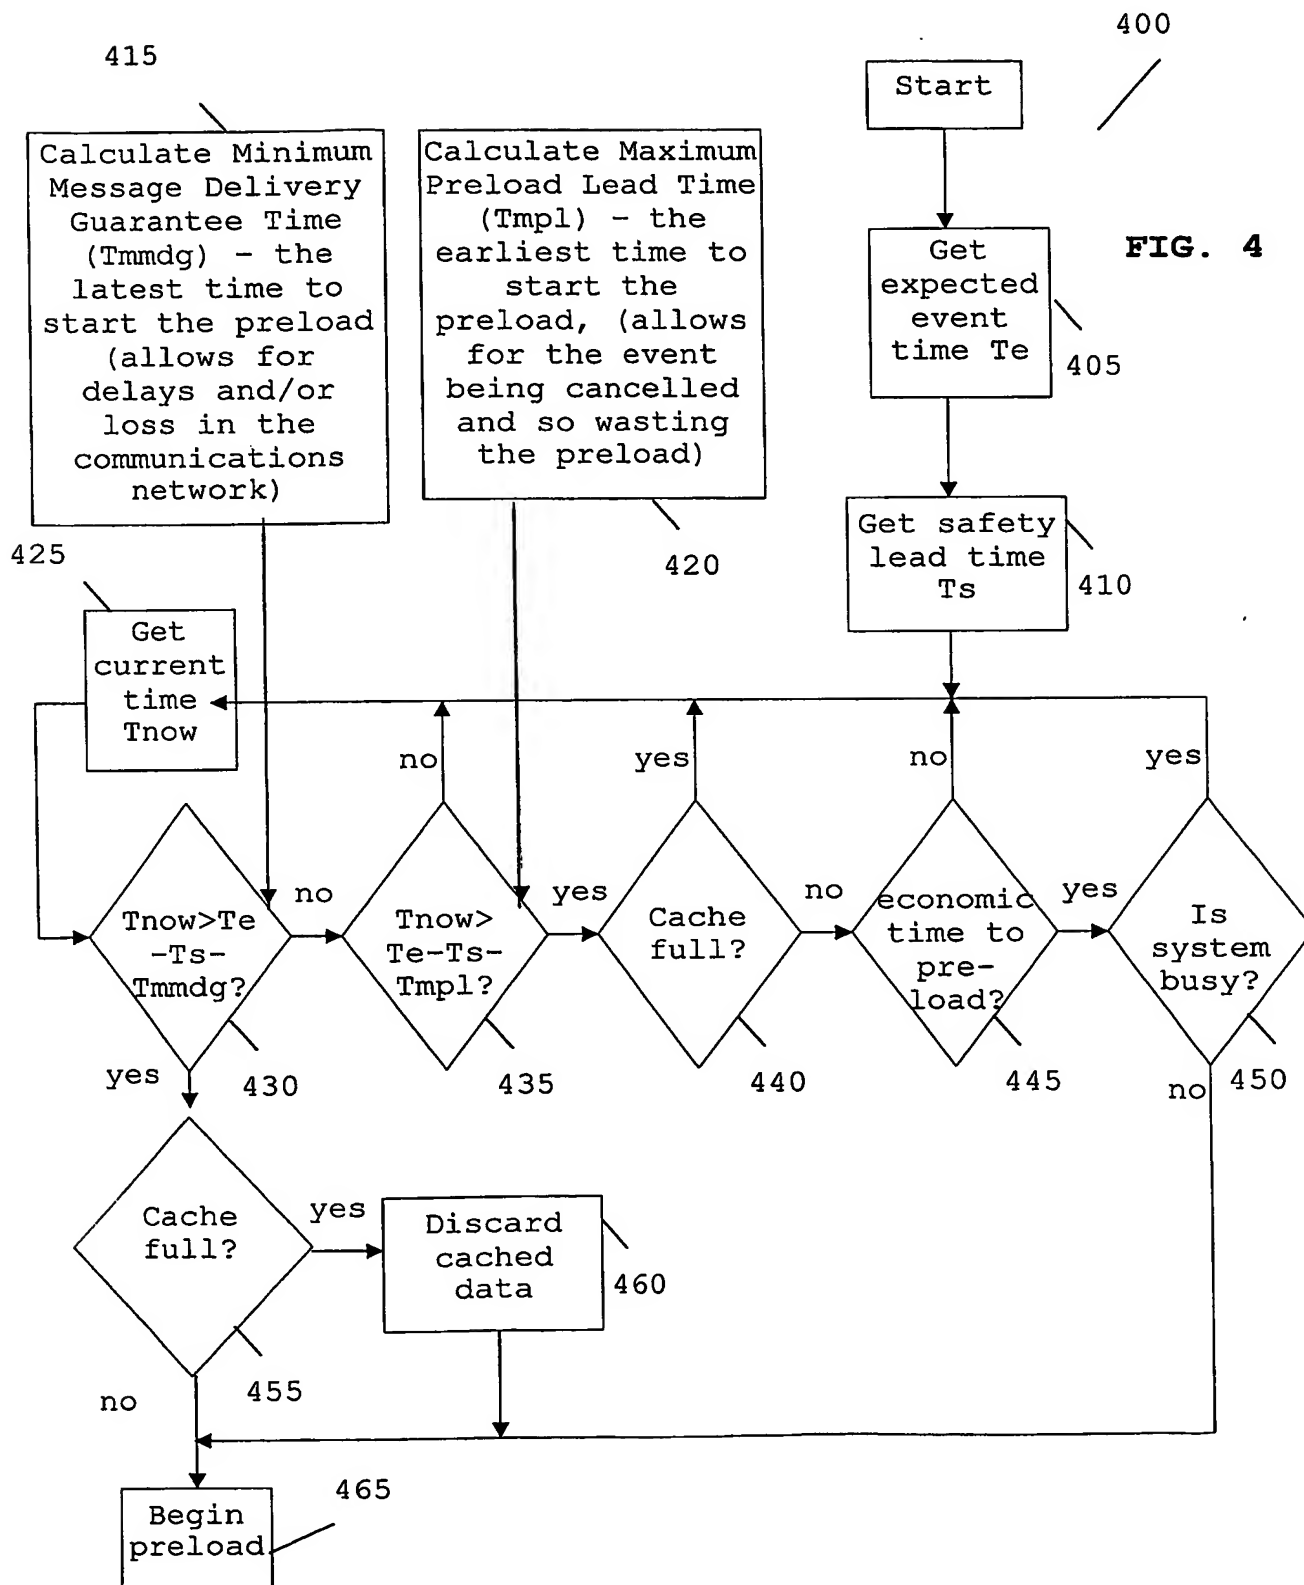 400
415
Start
Calculate Minimum
Message Delivery
Guarantee Time
(Tmmdg) – the
latest time to
start the preload
(allows for
delays and/or
loss in the
communications
network)
Calculate Maximum
Preload Lead Time
(Tmpl) – the
earliest time to
start the
preload, (allows
for the event
being cancelled
and so wasting
the preload)
FIG. 4
Get
expected
event
time Te
405
Get safety
lead time
Ts
410
420
425
Get
current
time
Tnow
no
yes
no
yes
Tnow>Te
–Ts–
Tmmdg?
no
Tnow>
Te–Ts–
Tmpl?
yes
Cache
full?
no
economic
time to
pre-
load?
yes
Is
system
busy?
yes
430
435
440
445
no
450
Cache
full?
yes
Discard
cached
data
460
no
455
465
Begin
preload